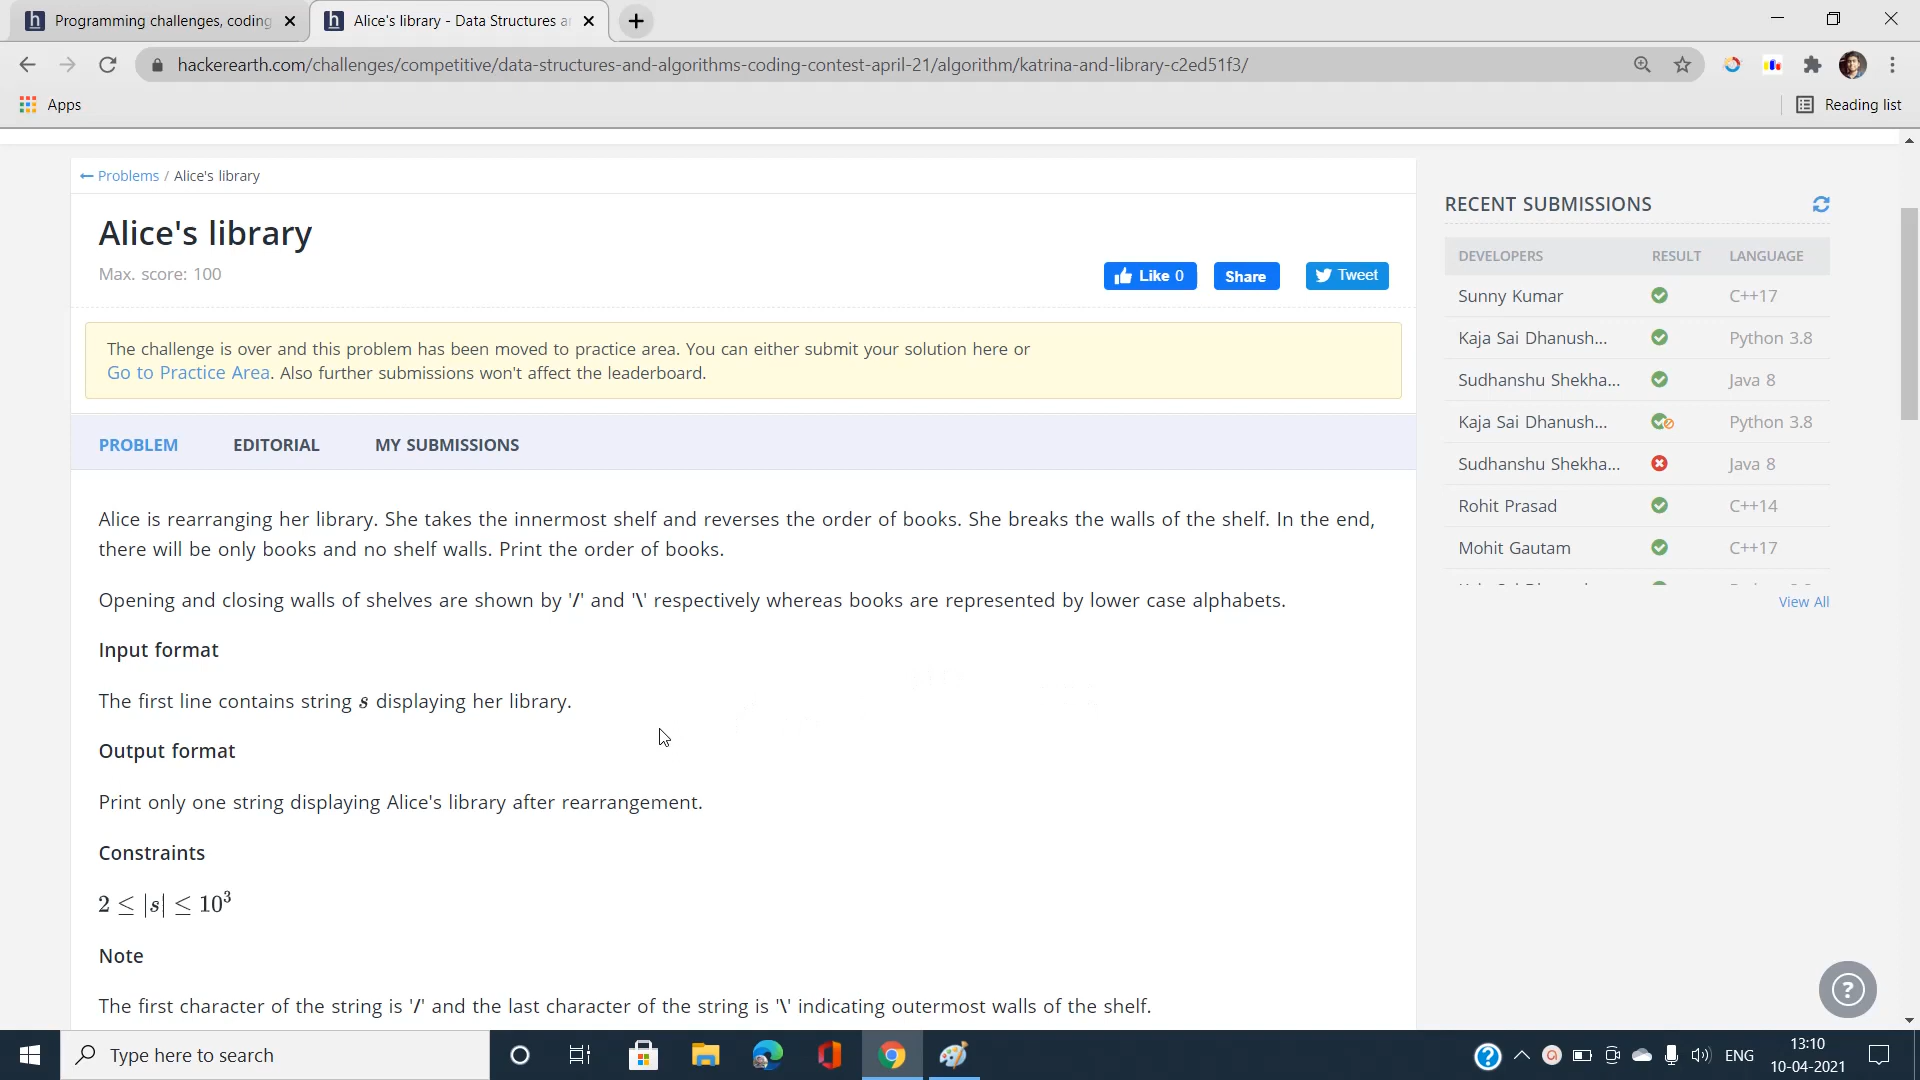 Programming challenges, coding
Alice's library - Data Structures a
hackerearth.com/challenges/competitive/data-structures-and-algorithms-coding-contest-april-21/algorithm/katrina-and-library-c2ed51f3/
Apps
Reading list
← Problems / Alice's library
Alice's library
Max. score: 100
Like 0
Share
Tweet
The challenge is over and this problem has been moved to practice area. You can either submit your solution here or
Go to Practice Area. Also further submissions won't affect the leaderboard.
PROBLEM EDITORIAL MY SUBMISSIONS
Alice is rearranging her library. She takes the innermost shelf and reverses the order of books. She breaks the walls of the shelf. In the end,
there will be only books and no shelf walls. Print the order of books.
Opening and closing walls of shelves are shown by '/' and '\' respectively whereas books are represented by lower case alphabets.
Input format
The first line contains string s displaying her library.
Output format
Print only one string displaying Alice's library after rearrangement.
Constraints
2 ≤ |s| ≤ 10³
Note
The first character of the string is '/' and the last character of the string is '\' indicating outermost walls of the shelf.
RECENT SUBMISSIONS
DEVELOPERS RESULT LANGUAGE
Sunny Kumar C++17
Kaja Sai Dhanush... Python 3.8
Sudhanshu Shekha... Java 8
Kaja Sai Dhanush... Python 3.8
Sudhanshu Shekha... Java 8
Rohit Prasad C++14
Mohit Gautam C++17
View All
?
Type here to search
ENG
13:10
10-04-2021